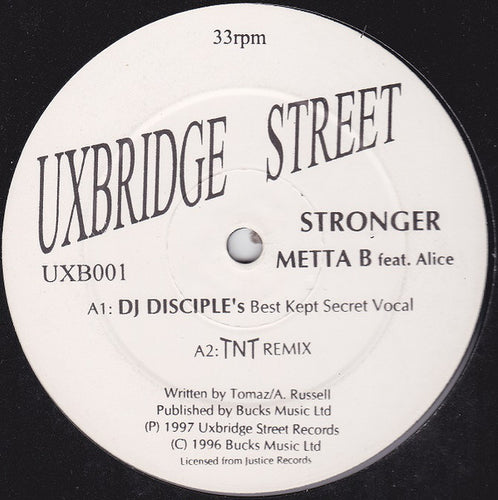 33rpm
UXBRIDGE STREET
STRONGER
METTA B feat. Alice
UXB001
A1: DJ DISCIPLE's Best Kept Secret Vocal
A2: TNT REMIX
Written by Tomaz/A. Russell
Published by Bucks Music Ltd
(P) 1997 Uxbridge Street Records
(C) 1996 Bucks Music Ltd
Licensed from Justice Records